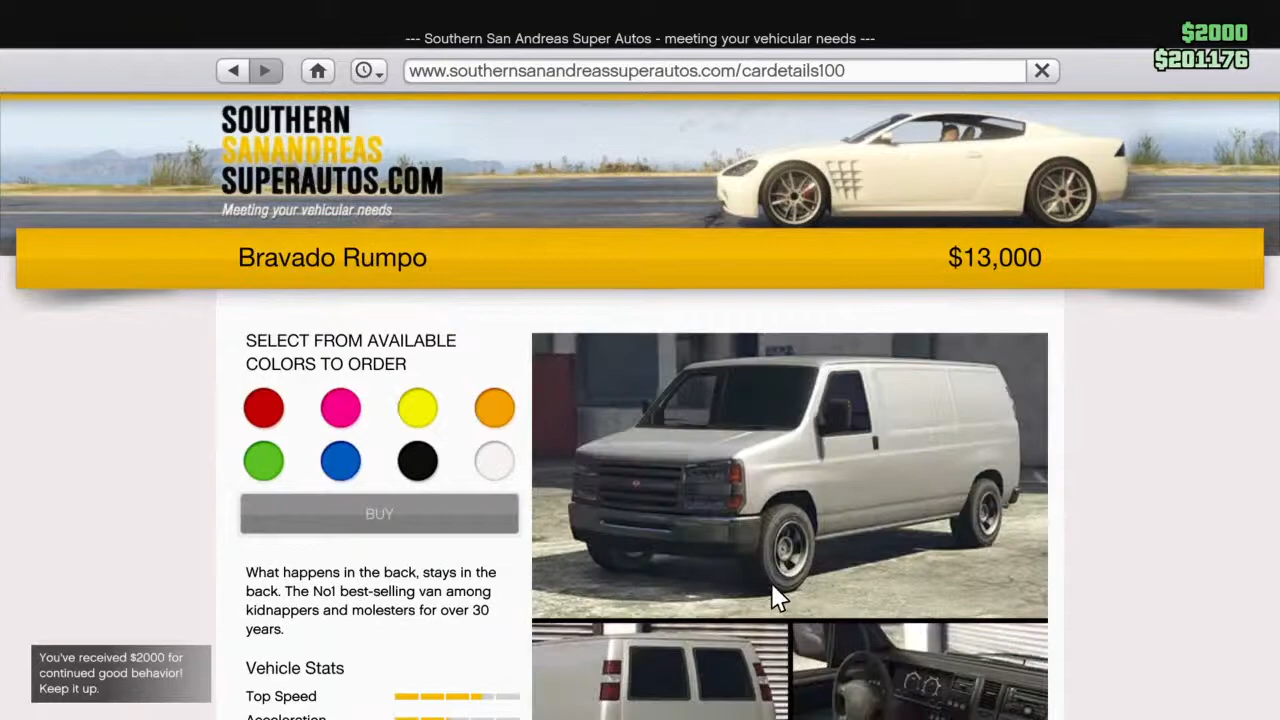 --- Southern San Andreas Super Autos - meeting your vehicular needs ---
$2000
$201176
www.southernsanandreassuperautos.com/cardetails100
SOUTHERN
SANANDREAS
SUPERAUTOS.COM
Meeting your vehicular needs
Bravado Rumpo
$13,000
SELECT FROM AVAILABLE
COLORS TO ORDER
BUY
What happens in the back, stays in the
back. The No1 best-selling van among
kidnappers and molesters for over 30
years.
Vehicle Stats
Top Speed
Acceleration
You've received $2000 for
continued good behavior!
Keep it up.